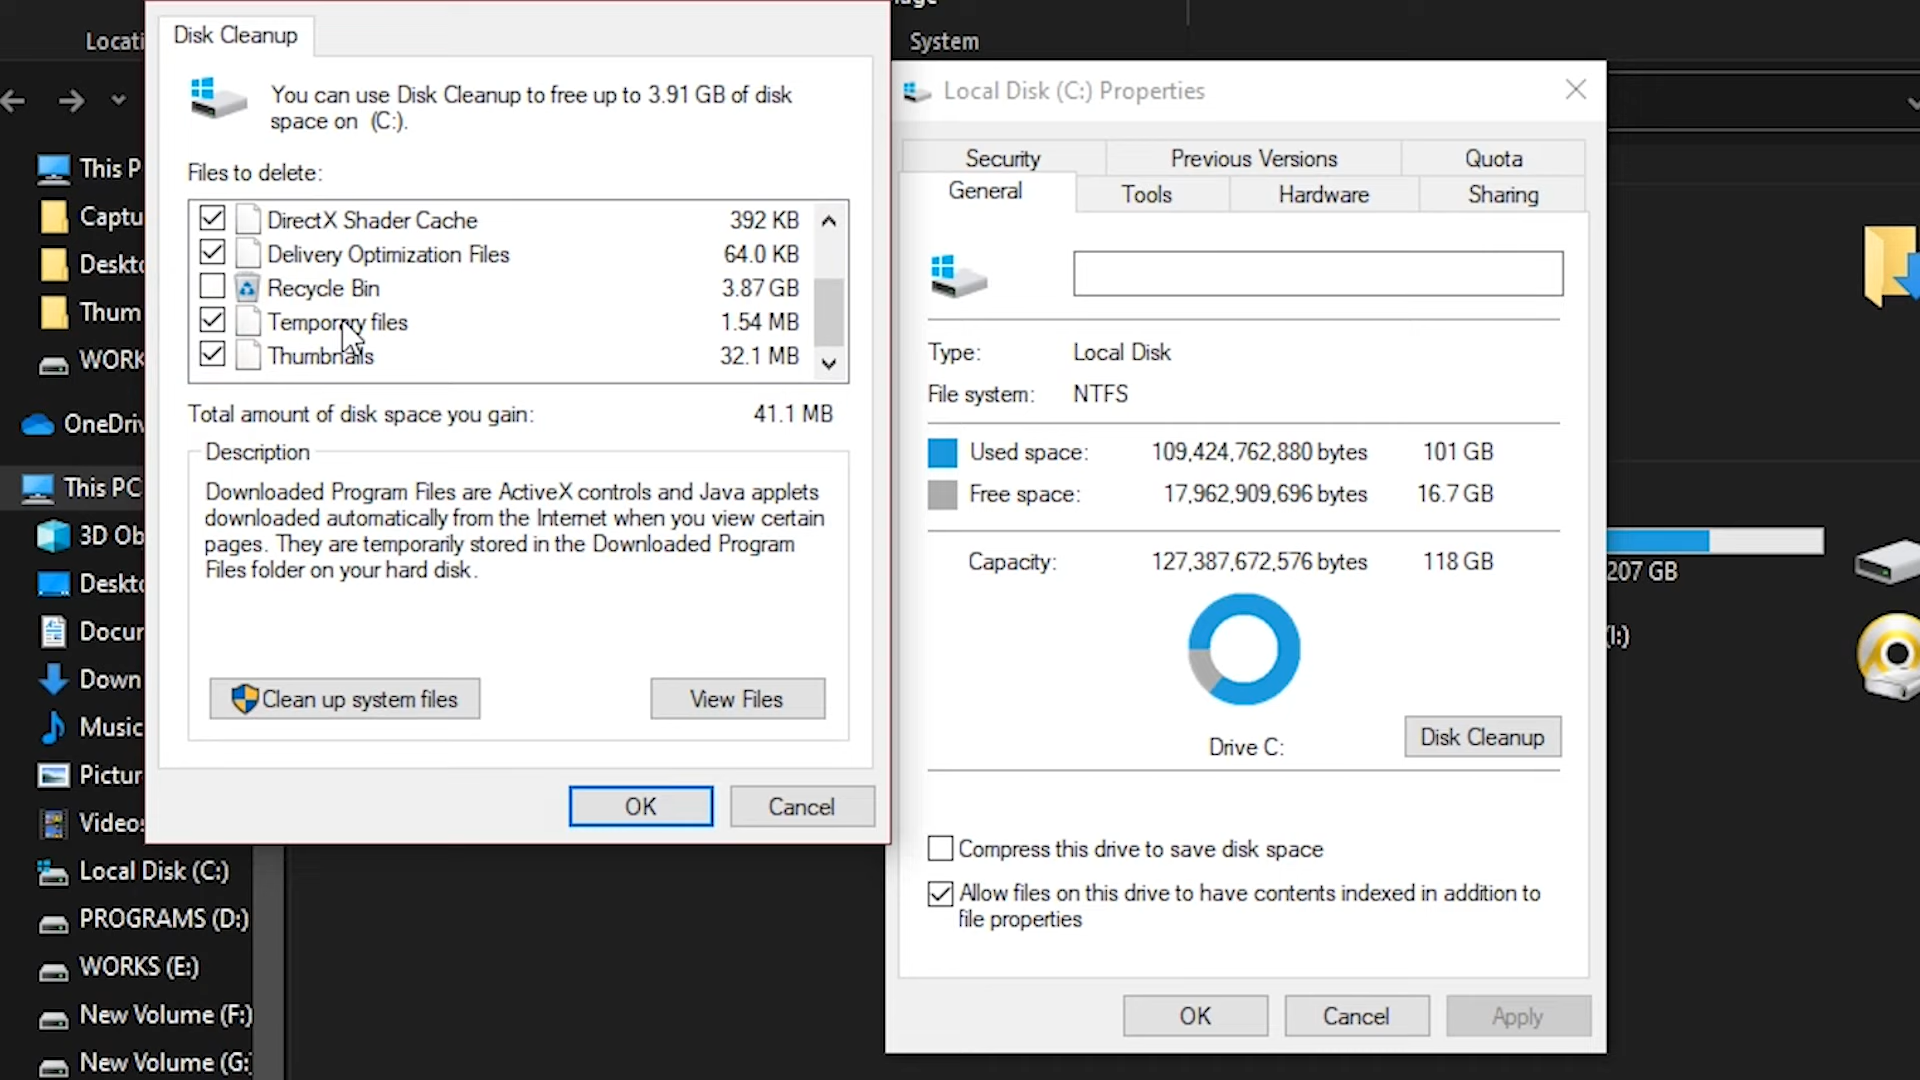 Locati
System
This P
Captu
Deskto
Thum
WORK
OneDriv
This PC
3D Ob
Deskto
Docur
Down
Music
Pictur
Videos
Local Disk (C:)
PROGRAMS (D:)
WORKS (E:)
New Volume (F:)
New Volume (G:
Disk Cleanup
You can use Disk Cleanup to free up to 3.91 GB of disk
space on (C:).
Files to delete:
DirectX Shader Cache 392 KB
Delivery Optimization Files 64.0 KB
Recycle Bin 3.87 GB
Temporary files 1.54 MB
Thumbnails 32.1 MB
Total amount of disk space you gain: 41.1 MB
Description
Downloaded Program Files are ActiveX controls and Java applets
downloaded automatically from the Internet when you view certain
pages. They are temporarily stored in the Downloaded Program
Files folder on your hard disk.
Clean up system files View Files
OK Cancel
Local Disk (C:) Properties
Security Previous Versions Quota
General Tools Hardware Sharing
Type: Local Disk
File system: NTFS
Used space: 109,424,762,880 bytes 101 GB
Free space: 17,962,909,696 bytes 16.7 GB
Capacity: 127,387,672,576 bytes 118 GB
Drive C: Disk Cleanup
Compress this drive to save disk space
Allow files on this drive to have contents indexed in addition to
file properties
OK Cancel Apply
207 GB
(I:)